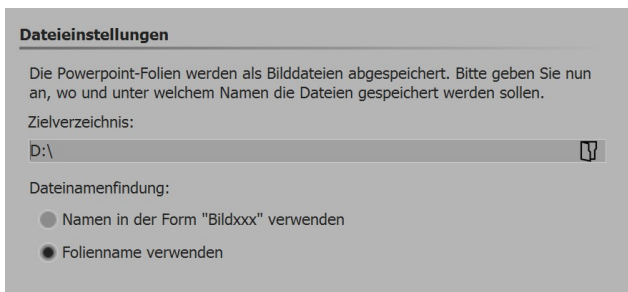 Dateieinstellungen
Die Powerpoint-Folien werden als Bilddateien abgespeichert. Bitte geben Sie nun
an, wo und unter welchem Namen die Dateien gespeichert werden sollen.
Zielverzeichnis:
D:\
Dateinamenfindung:
Namen in der Form "Bildxxx" verwenden
Folienname verwenden